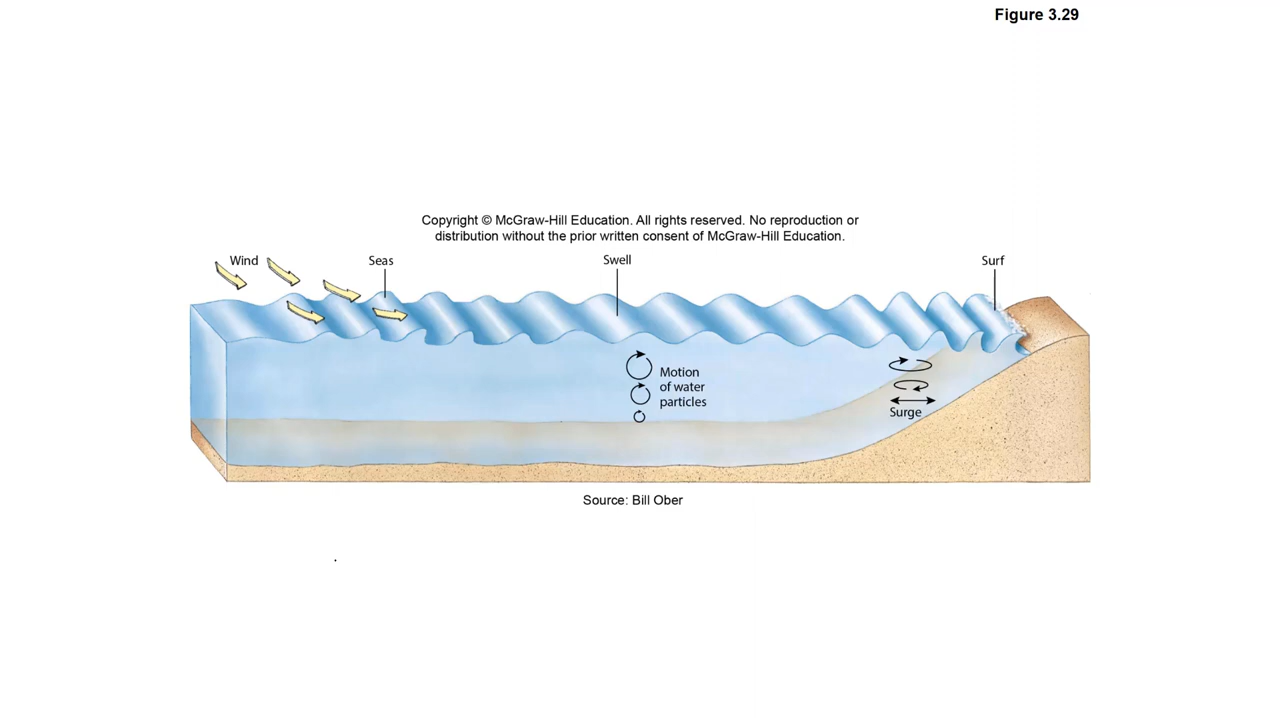 Figure 3.29
Copyright © McGraw-Hill Education. All rights reserved. No reproduction or
distribution without the prior written consent of McGraw-Hill Education.
Wind
Seas
Swell
Surf
Motion
of water
particles
Surge
Source: Bill Ober